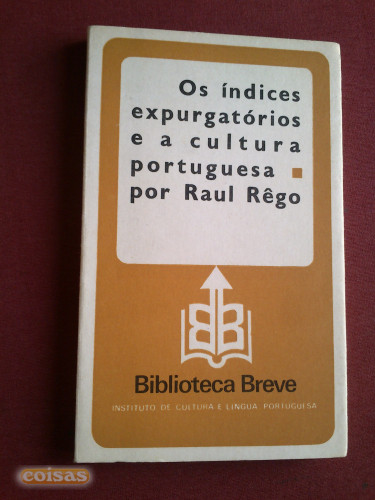 Os índices
expurgatórios
e a cultura
portuguesa
por Raul Rêgo
BB
Biblioteca Breve
INSTITUTO DE CULTURA E LÍNGUA PORTUGUESA
coisas